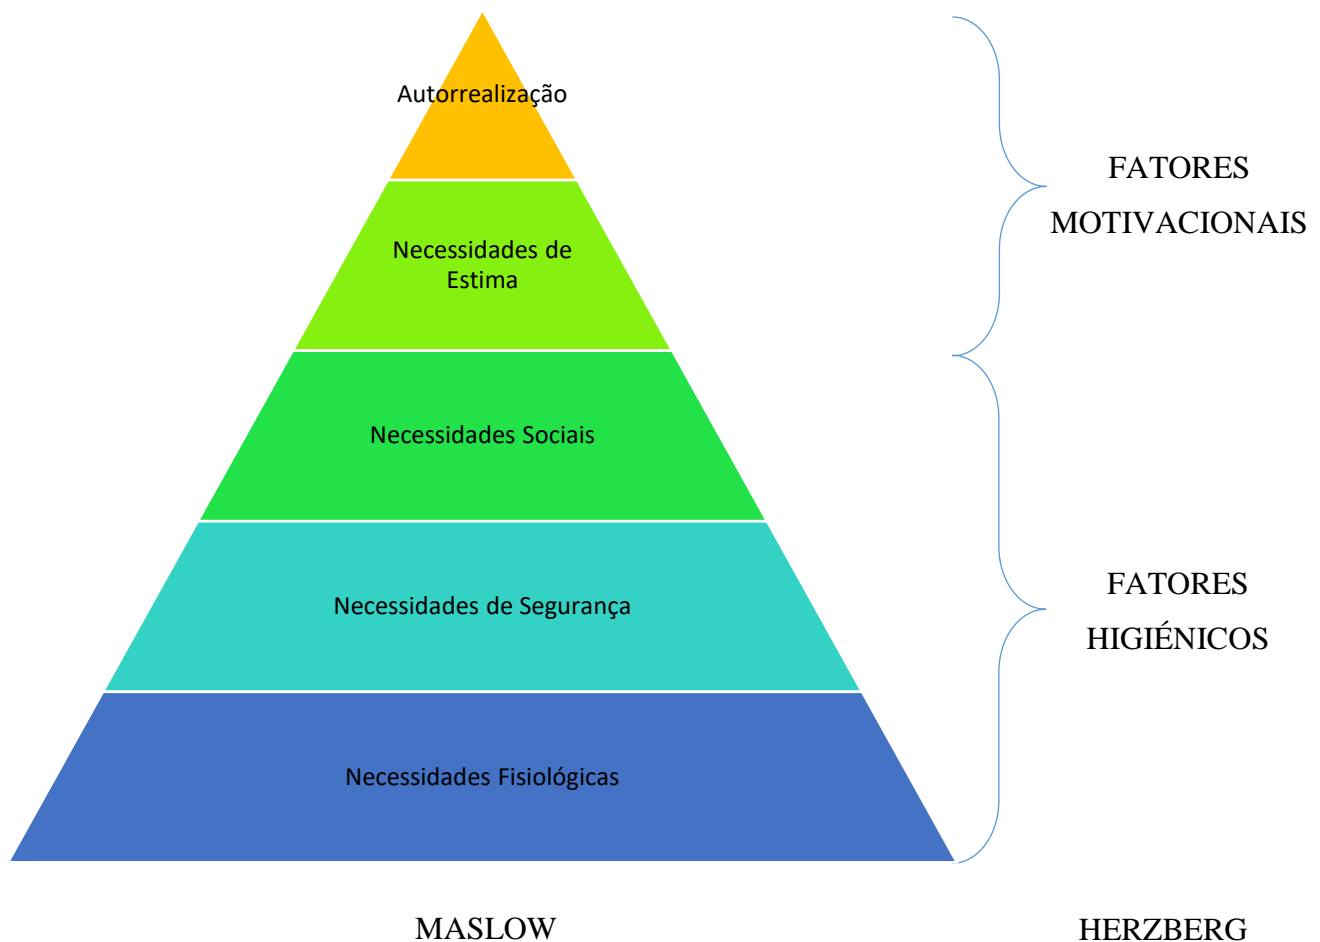 Autorrealização
FATORES
MOTIVACIONAIS
Necessidades de
Estima
Necessidades Sociais
Necessidades de Segurança
FATORES
HIGIÉNICOS
Necessidades Fisiológicas
MASLOW
HERZBERG